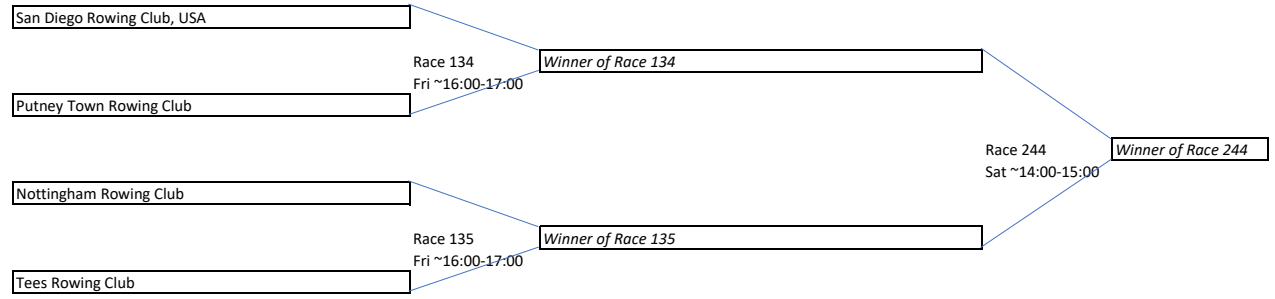 San Diego Rowing Club, USA
Race 134
Fri ~16:00-17:00
Winner of Race 134
Putney Town Rowing Club
Race 244
Sat ~14:00-15:00
Winner of Race 244
Nottingham Rowing Club
Race 135
Fri ~16:00-17:00
Winner of Race 135
Tees Rowing Club